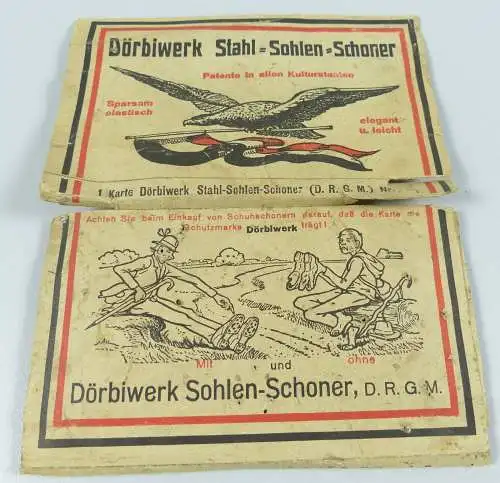 Dörbiwerk Stahl=Sohlen=Schoner
Patente in allen Kulturstaaten
Sparsam
elastisch
elegant
u. leicht
1 Karte Dörbiwerk Stahl-Sohlen-Schoner (D. R. G. M.) Nr.
Achten Sie beim Einkauf von Schuhschonern darauf, daß die Karte
Schutzmarke Dörbiwerk trägt!
Mit und ohne
Dörbiwerk Sohlen-Schoner, D. R. G. M.